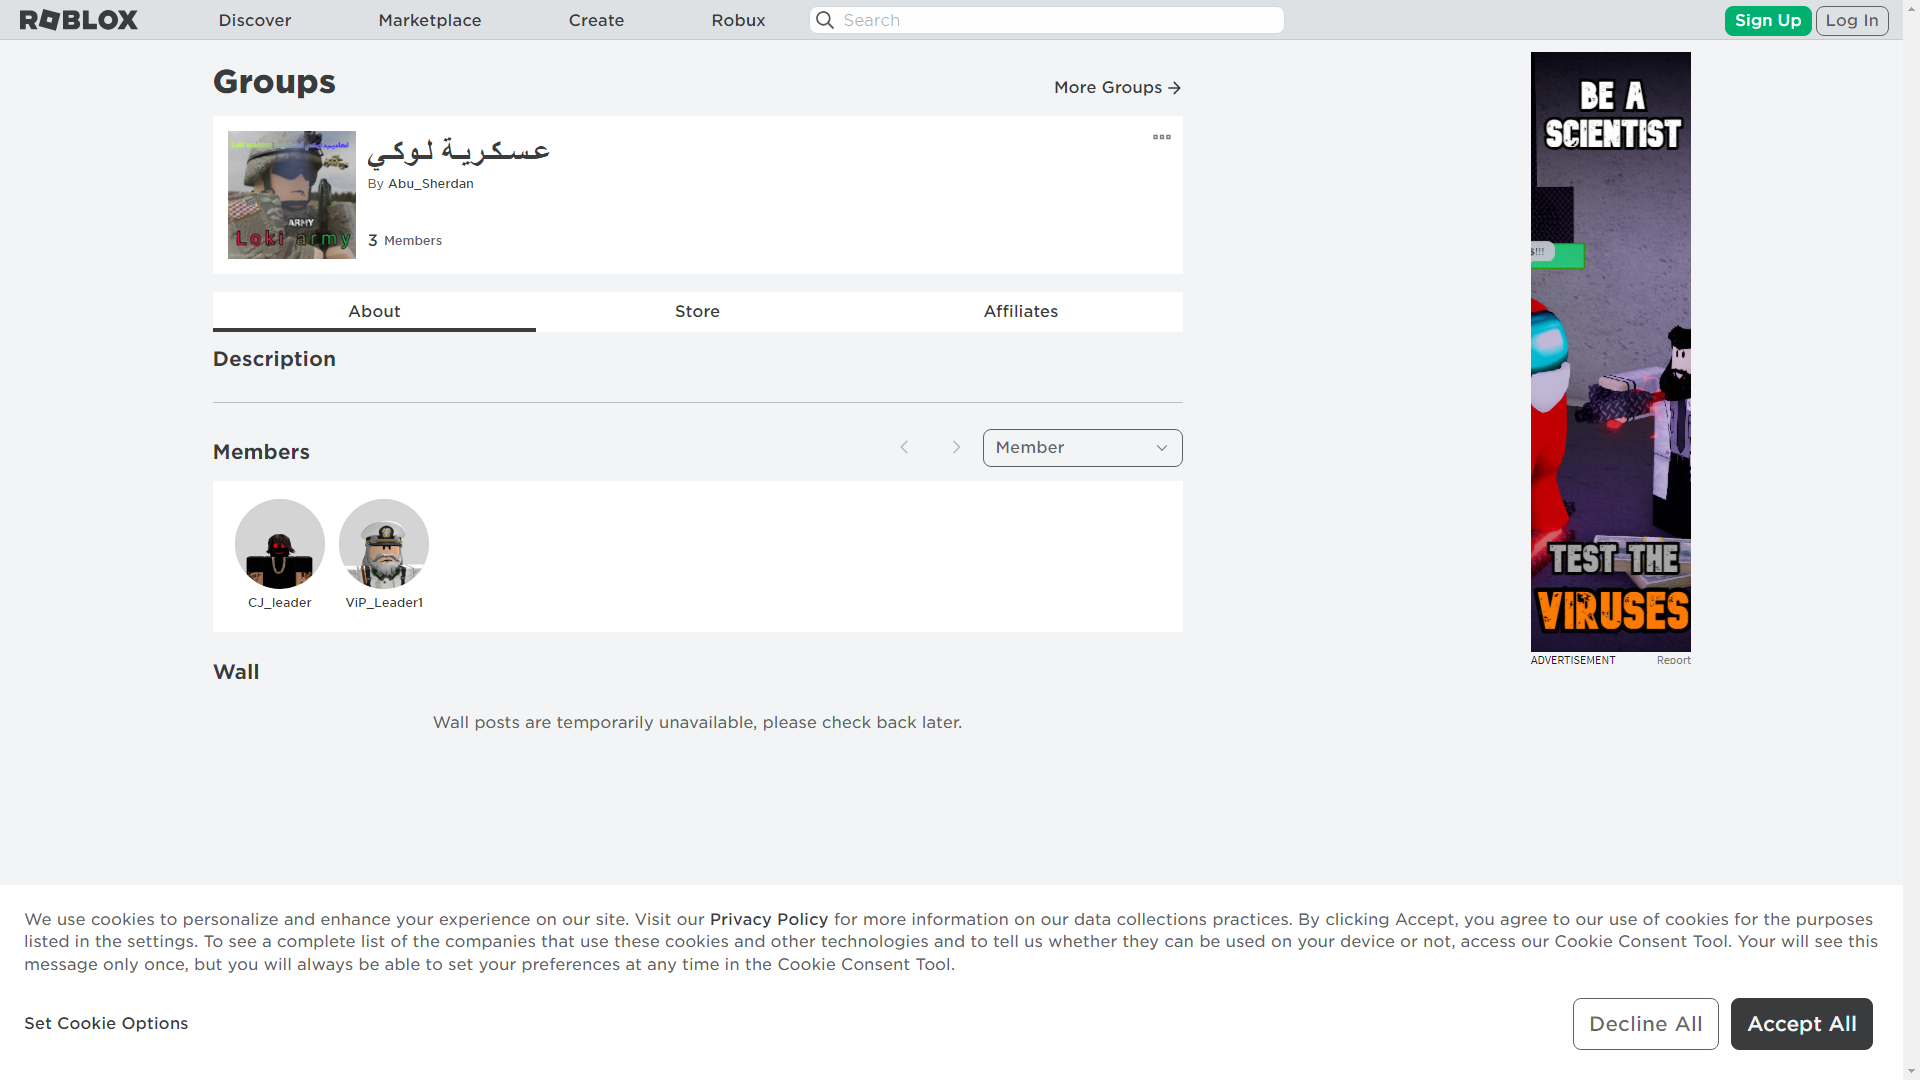 ROBLOX
Discover
Marketplace
Create
Robux
Search
Sign Up
Log In
Groups
More Groups
عسكرية لوكي
By Abu_Sherdan
ARMY
Loki army
3 Members
About
Store
Affiliates
Description
Members
Member
CJ_leader
ViP_Leader1
Wall
Wall posts are temporarily unavailable, please check back later.
BE A
SCIENTIST
TEST THE
VIRUSES
ADVERTISEMENT
Report
We use cookies to personalize and enhance your experience on our site. Visit our Privacy Policy for more information on our data collections practices. By clicking Accept, you agree to our use of cookies for the purposes
listed in the settings. To see a complete list of the companies that use these cookies and other technologies and to tell us whether they can be used on your device or not, access our Cookie Consent Tool. Your will see this
message only once, but you will always be able to set your preferences at any time in the Cookie Consent Tool.
Set Cookie Options
Decline All
Accept All